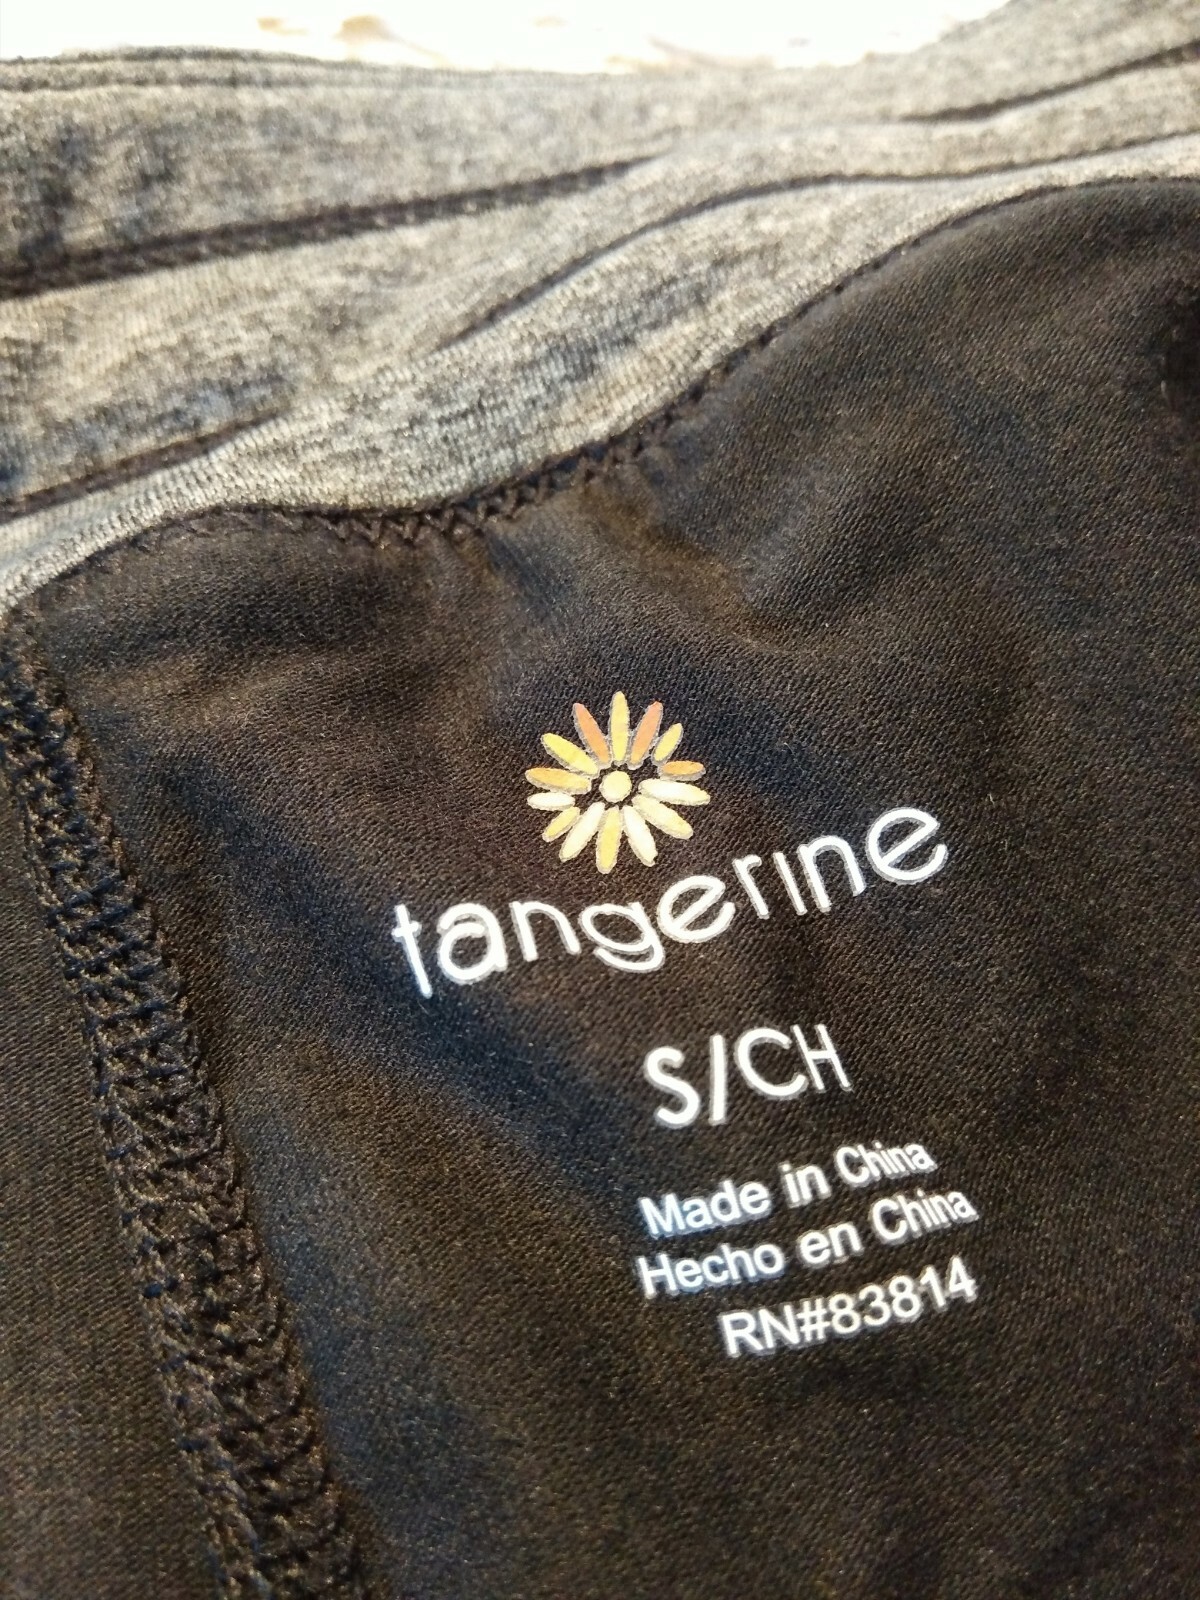 tangerine
S/CH
Made in China
Hecho en China
RN#83814